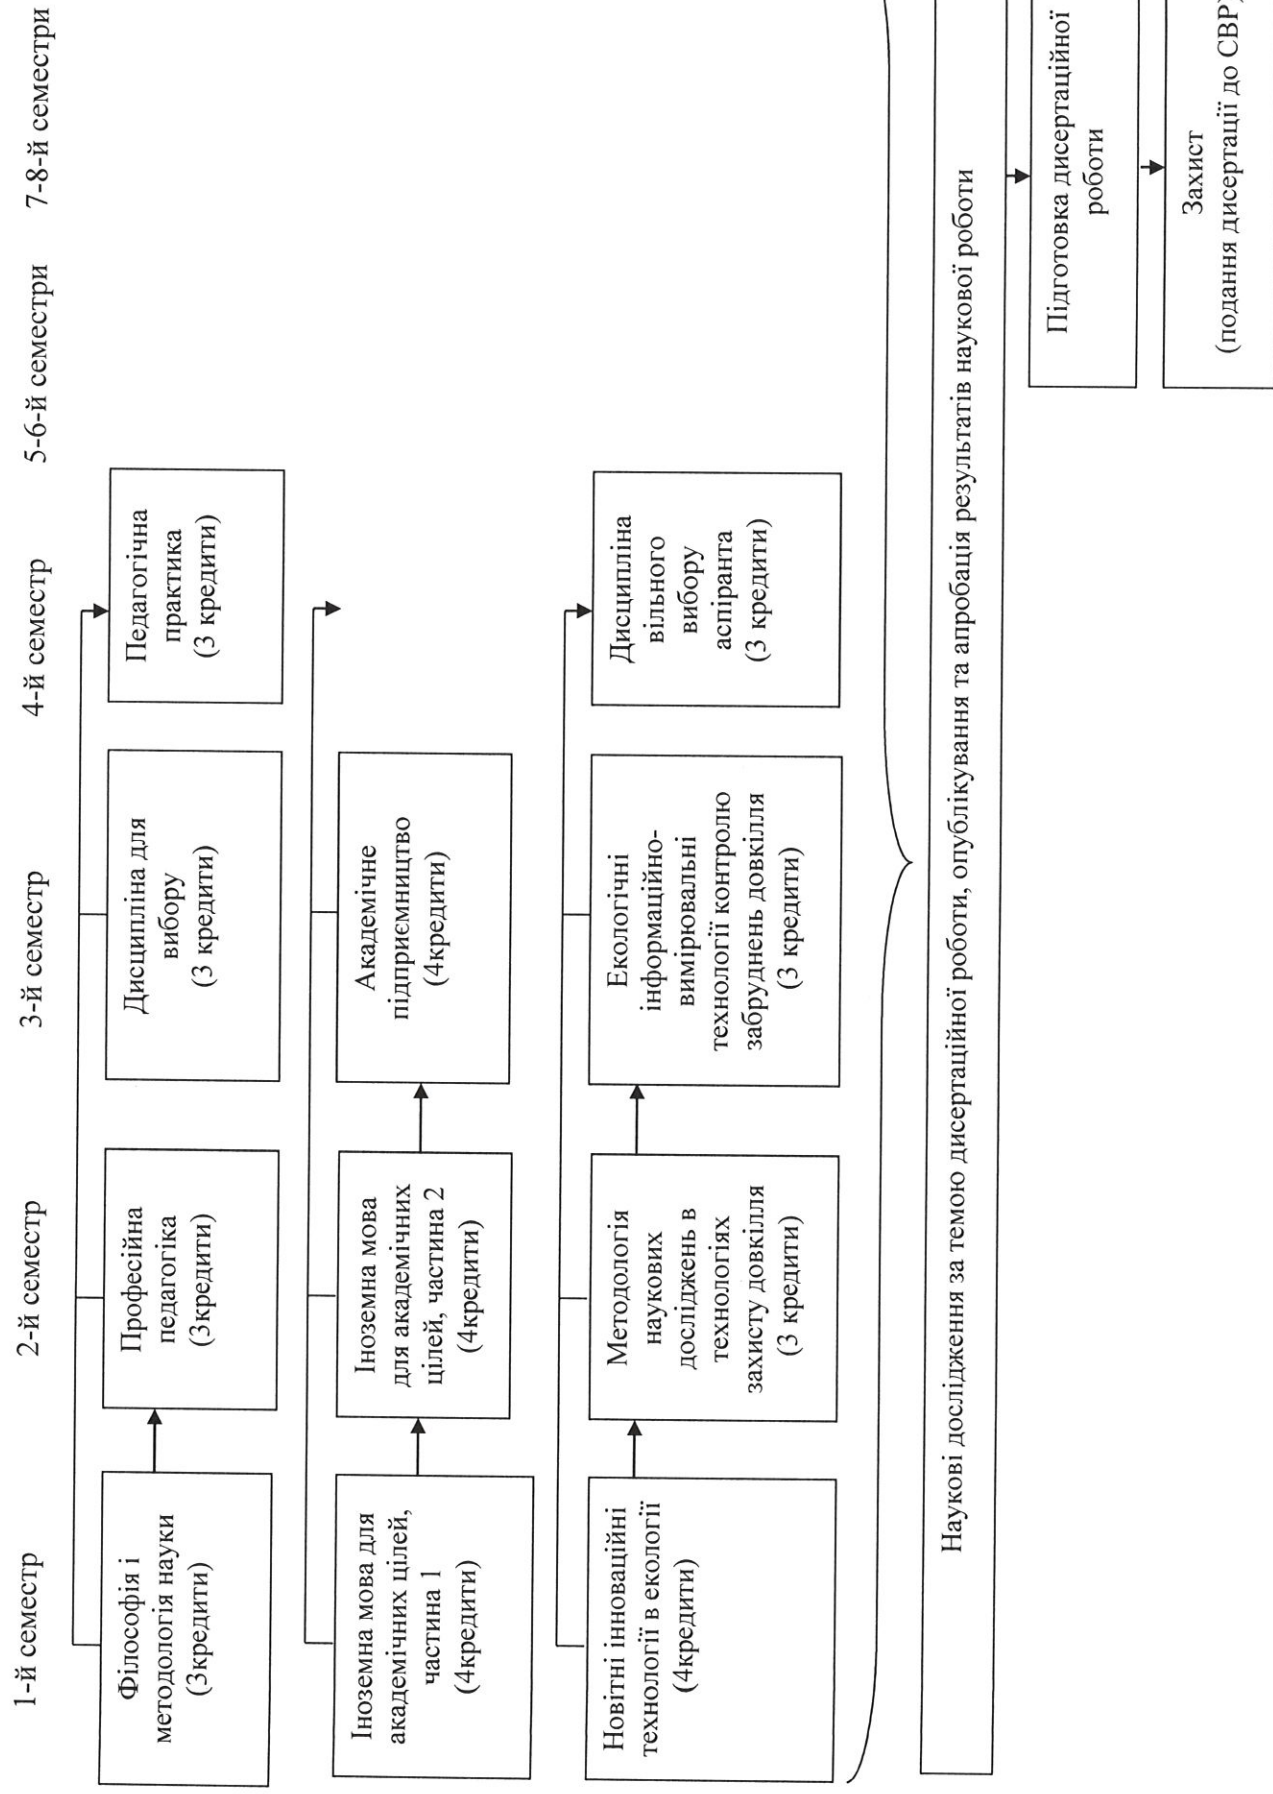 1-й семестр
2-й семестр
3-й семестр
4-й семестр
5-6-й семестри
7-8-й семестри
Філософія і
методологія науки
(3кредити)
Професійна
педагогіка
(3кредити)
Дисципліна для
вибору
(3 кредити)
Педагогічна
практика
(3 кредити)
Іноземна мова для
академічних цілей,
частина 1
(4кредити)
Іноземна мова
для академічних
цілей, частина 2
(4кредити)
Академічне
підприємництво
(4кредити)
Новітні інноваційні
технології в екології
(4кредити)
Методологія
наукових
досліджень в
технологіях
захисту довкілля
(3 кредити)
Екологічні
інформаційно-
вимірювальні
технології контролю
забруднень довкілля
(3 кредити)
Дисципліна
вільного
вибору
аспіранта
(3 кредити)
Наукові дослідження за темою дисертаційної роботи, опублікування та апробація результатів наукової роботи
Підготовка дисертаційної
роботи
Захист
(подання дисертації до СВР)